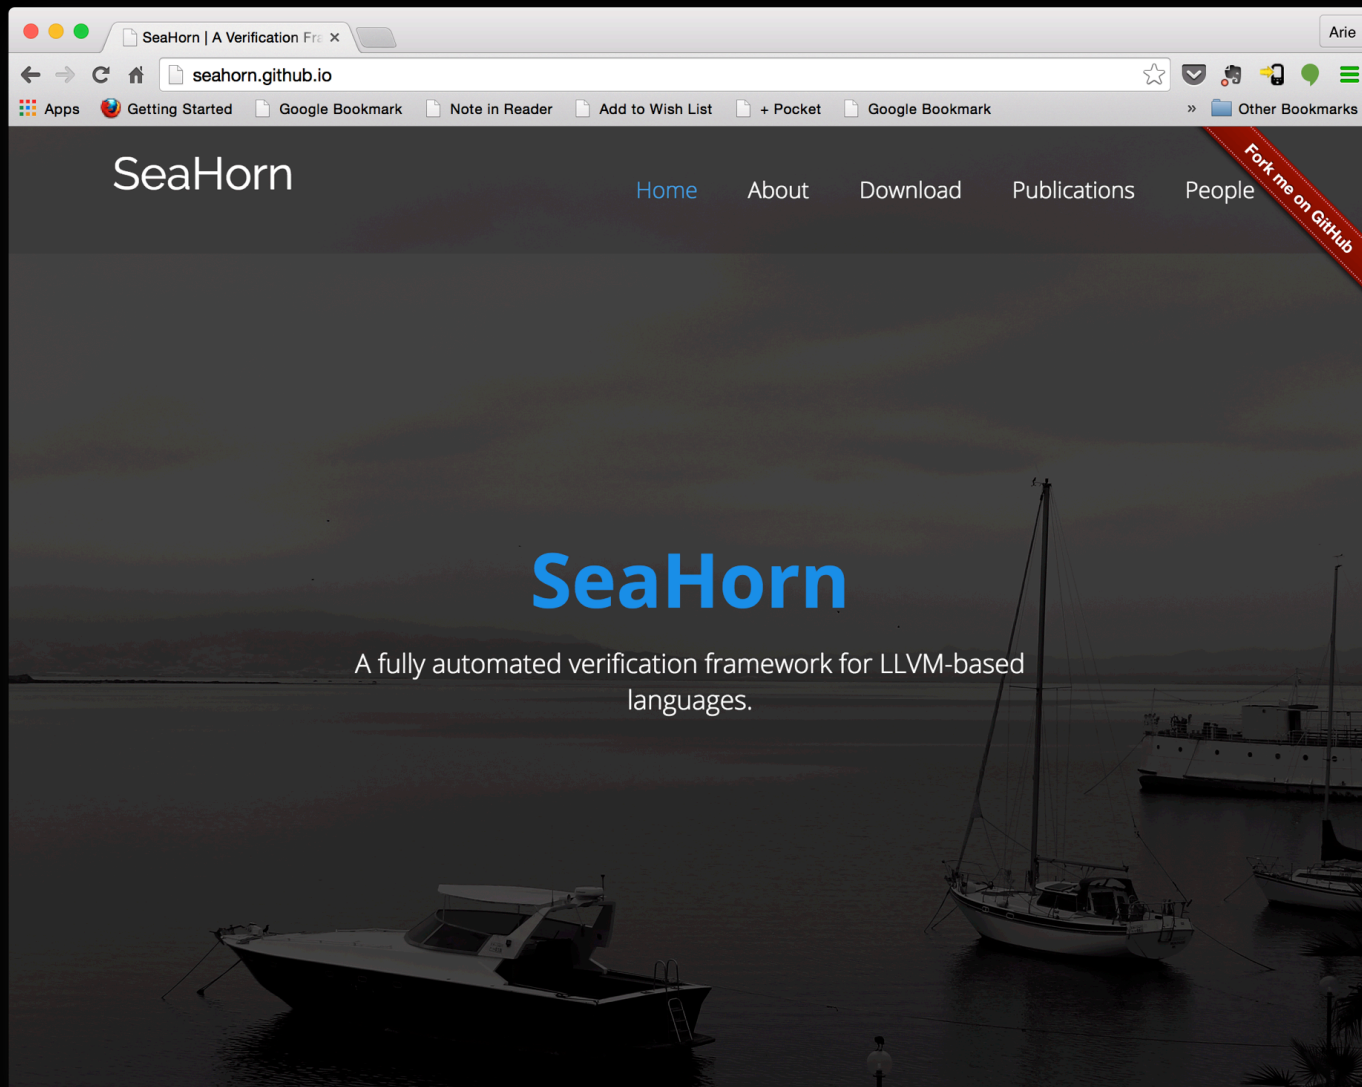 SeaHorn | A Verification Fra
Arie
seahorn.github.io
Apps Getting Started Google Bookmark Note in Reader Add to Wish List + Pocket Google Bookmark » Other Bookmarks
SeaHorn
Home About Download Publications People
Fork me on GitHub
SeaHorn
A fully automated verification framework for LLVM-based
languages.